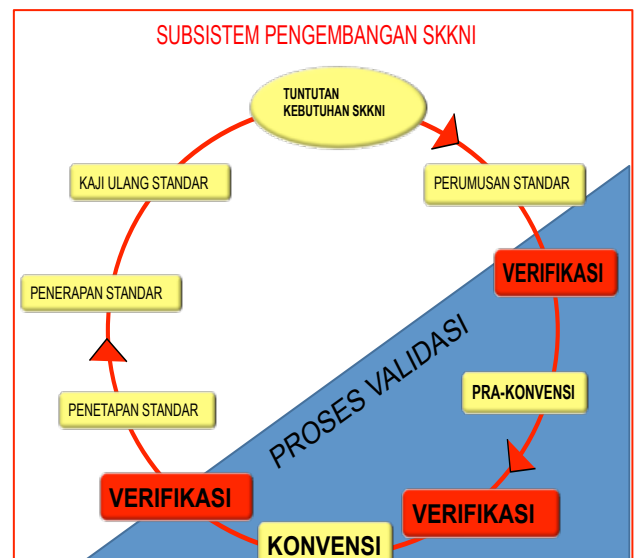 SUBSISTEM PENGEMBANGAN SKKNI
TUNTUTAN
KEBUTUHAN SKKNI
PERUMUSAN STANDAR
VERIFIKASI
PRA-KONVENSI
VERIFIKASI
KONVENSI
VERIFIKASI
PENETAPAN STANDAR
PENERAPAN STANDAR
KAJI ULANG STANDAR
PROSES VALIDASI